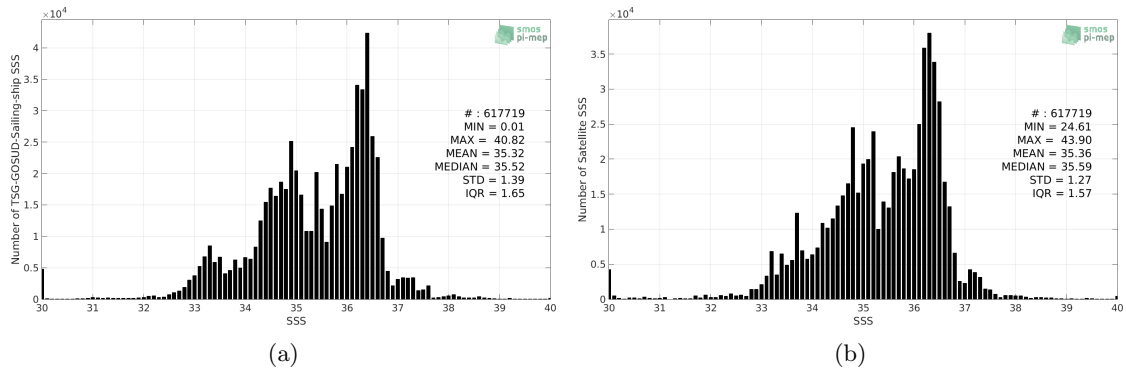 ×10⁴
smos
pi-mep
Number of TSG-GOSUD-Sailing-ship SSS
4
3.5
3
2.5
2
1.5
1
0.5
0
# : 617719
MIN = 0.01
MAX = 40.82
MEAN = 35.32
MEDIAN = 35.52
STD = 1.39
IQR = 1.65
30 31 32 33 34 35 36 37 38 39 40
SSS
(a)
×10⁴
smos
pi-mep
Number of Satellite SSS
3.5
3
2.5
2
1.5
1
0.5
0
# : 617719
MIN = 24.61
MAX = 43.90
MEAN = 35.36
MEDIAN = 35.59
STD = 1.27
IQR = 1.57
30 31 32 33 34 35 36 37 38 39 40
SSS
(b)